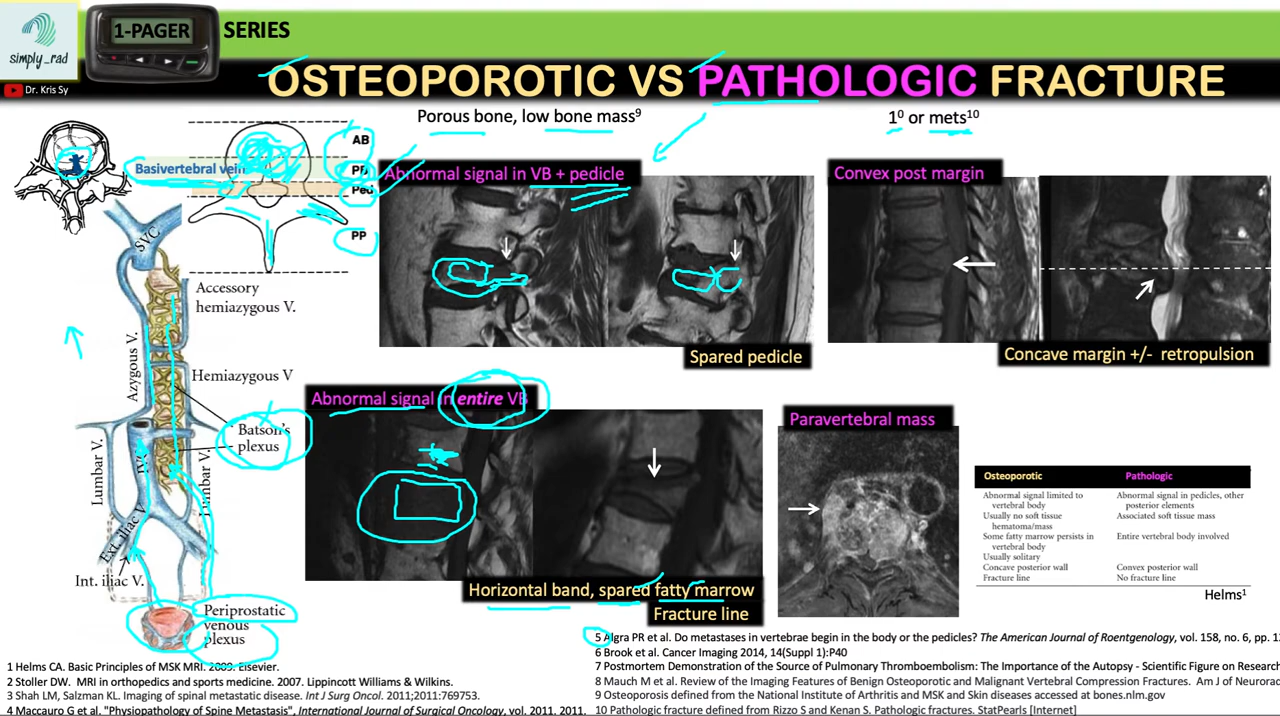 1-PAGER
SERIES
simply_rad
Dr. Kris Sy
OSTEOPOROTIC VS PATHOLOGIC FRACTURE
Porous bone, low bone mass9
10 or mets10
Basivertebral vein
AB
PB
Ped
PP
SVC
Accessory
hemiazygous V.
Azygous V.
Hemiazygous V
Batson's
plexus
Lumbar V.
IVC
Lumbar V.
Ext. iliac V.
Int. iliac V.
Periprostatic
venous
plexus
Abnormal signal in VB + pedicle
Spared pedicle
Convex post margin
Concave margin +/- retropulsion
Abnormal signal in entire VB
Horizontal band, spared fatty marrow
Fracture line
Paravertebral mass
Osteoporotic Pathologic
Abnormal signal limited to vertebral body Abnormal signal in pedicles, other posterior elements
Usually no soft tissue hematoma/mass Associated soft tissue mass
Some fatty marrow persists in vertebral body Entire vertebral body involved
Usually solitary
Concave posterior wall Convex posterior wall
Fracture line No fracture line
Helms1
1 Helms CA. Basic Principles of MSK MRI. 2009. Elsevier.
2 Stoller DW. MRI in orthopedics and sports medicine. 2007. Lippincott Williams & Wilkins.
3 Shah LM, Salzman KL. Imaging of spinal metastatic disease. Int J Surg Oncol. 2011;2011:769753.
4 Maccauro G et al. "Physiopathology of Spine Metastasis", International Journal of Surgical Oncology, vol. 2011, 2011,
5 Algra PR et al. Do metastases in vertebrae begin in the body or the pedicles? The American Journal of Roentgenology, vol. 158, no. 6, pp. 1
6 Brook et al. Cancer Imaging 2014, 14(Suppl 1):P40
7 Postmortem Demonstration of the Source of Pulmonary Thromboembolism: The Importance of the Autopsy - Scientific Figure on Research
8 Mauch M et al. Review of the Imaging Features of Benign Osteoporotic and Malignant Vertebral Compression Fractures. Am J of Neurorad
9 Osteoporosis defined from the National Institute of Arthritis and MSK and Skin diseases accessed at bones.nlm.gov
10 Pathologic fracture defined from Rizzo S and Kenan S. Pathologic fractures. StatPearls [Internet]